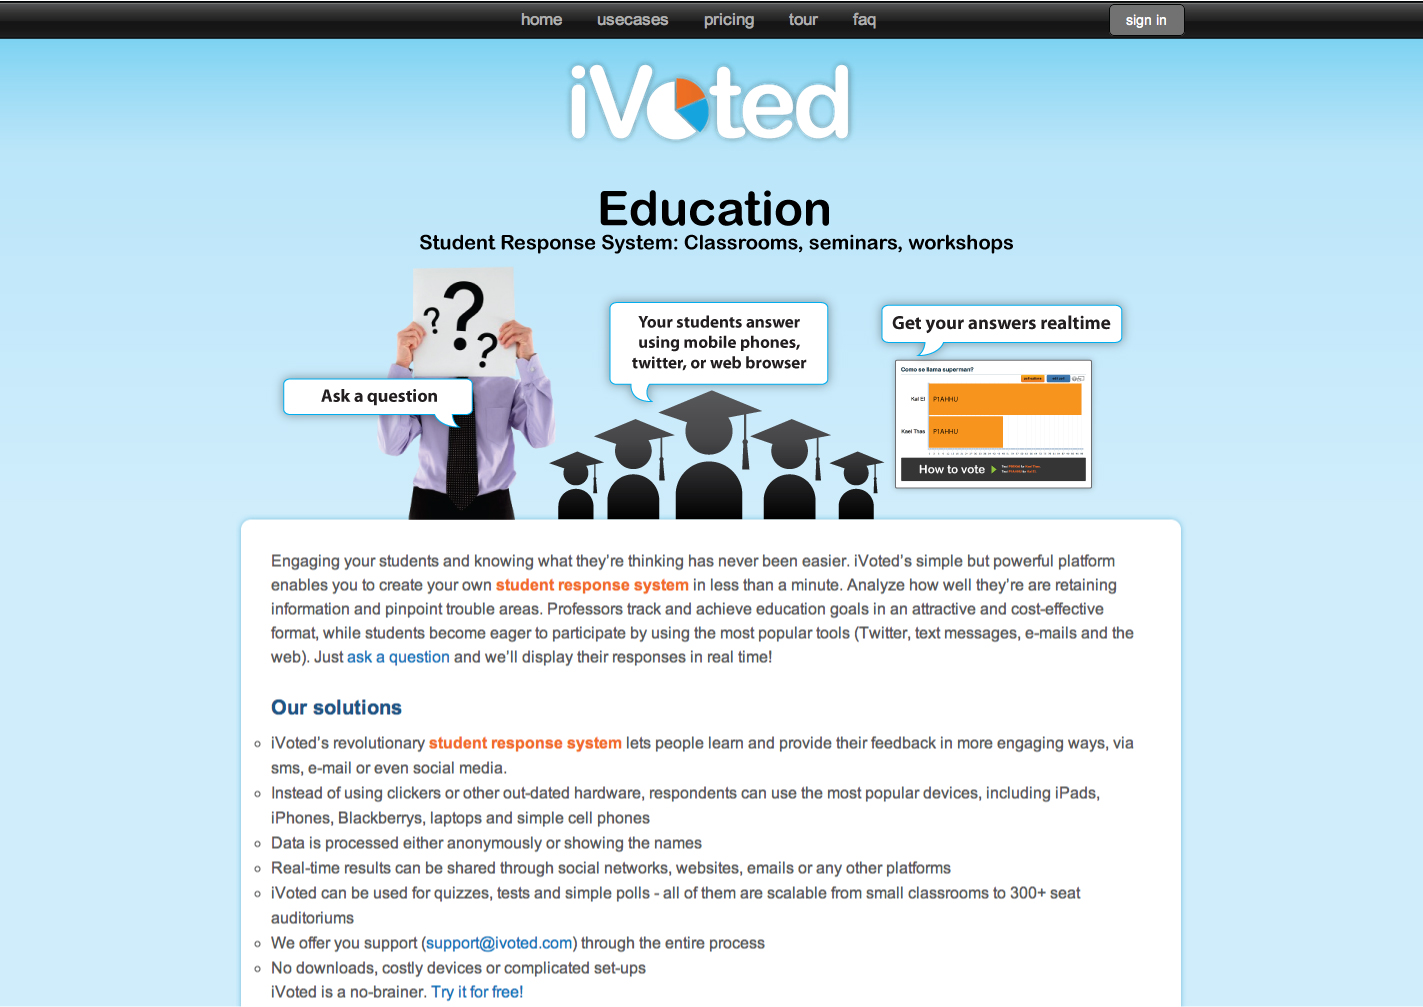 home usecases pricing tour faq sign in
iVoted
Education
Student Response System: Classrooms, seminars, workshops
? ? ?
Ask a question
Your students answer
using mobile phones,
twitter, or web browser
Get your answers realtime
Como se llama superman?
Kal El P1AHHU
Kael Thas P1AHHU
How to vote
Engaging your students and knowing what they're thinking has never been easier. iVoted's simple but powerful platform
enables you to create your own student response system in less than a minute. Analyze how well they're are retaining
information and pinpoint trouble areas. Professors track and achieve education goals in an attractive and cost-effective
format, while students become eager to participate by using the most popular tools (Twitter, text messages, e-mails and the
web). Just ask a question and we'll display their responses in real time!
Our solutions
iVoted's revolutionary student response system lets people learn and provide their feedback in more engaging ways, via
sms, e-mail or even social media.
Instead of using clickers or other out-dated hardware, respondents can use the most popular devices, including iPads,
iPhones, Blackberrys, laptops and simple cell phones
Data is processed either anonymously or showing the names
Real-time results can be shared through social networks, websites, emails or any other platforms
iVoted can be used for quizzes, tests and simple polls - all of them are scalable from small classrooms to 300+ seat
auditoriums
We offer you support (support@ivoted.com) through the entire process
No downloads, costly devices or complicated set-ups
iVoted is a no-brainer. Try it for free!